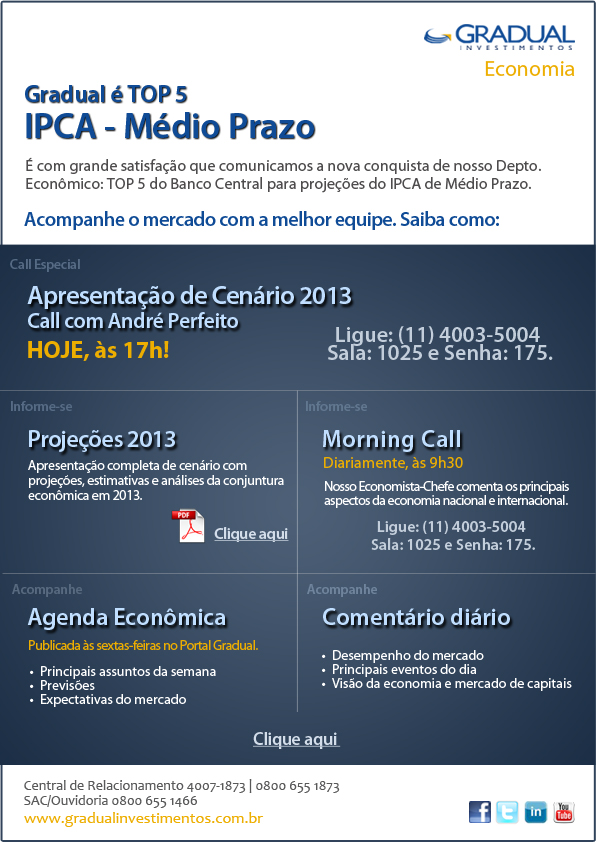 GRADUAL
INVESTIMENTOS
Economia
Gradual é TOP 5
IPCA - Médio Prazo
É com grande satisfação que comunicamos a nova conquista de nosso Depto.
Econômico: TOP 5 do Banco Central para projeções do IPCA de Médio Prazo.
Acompanhe o mercado com a melhor equipe. Saiba como:
Call Especial
Apresentação de Cenário 2013
Call com André Perfeito
HOJE, às 17h!
Ligue: (11) 4003-5004
Sala: 1025 e Senha: 175.
Informe-se
Projeções 2013
Apresentação completa de cenário com
projeções, estimativas e análises da conjuntura
econômica em 2013.
PDF
Clique aqui
Informe-se
Morning Call
Diariamente, às 9h30
Nosso Economista-Chefe comenta os principais
aspectos da economia nacional e internacional.
Ligue: (11) 4003-5004
Sala: 1025 e Senha: 175.
Acompanhe
Agenda Econômica
Publicada às sextas-feiras no Portal Gradual.
• Principais assuntos da semana
• Previsões
• Expectativas do mercado
Acompanhe
Comentário diário
• Desempenho do mercado
• Principais eventos do dia
• Visão da economia e mercado de capitais
Clique aqui
Central de Relacionamento 4007-1873 | 0800 655 1873
SAC/Ouvidoria 0800 655 1466
www.gradualinvestimentos.com.br
f
t
in
You
Tube